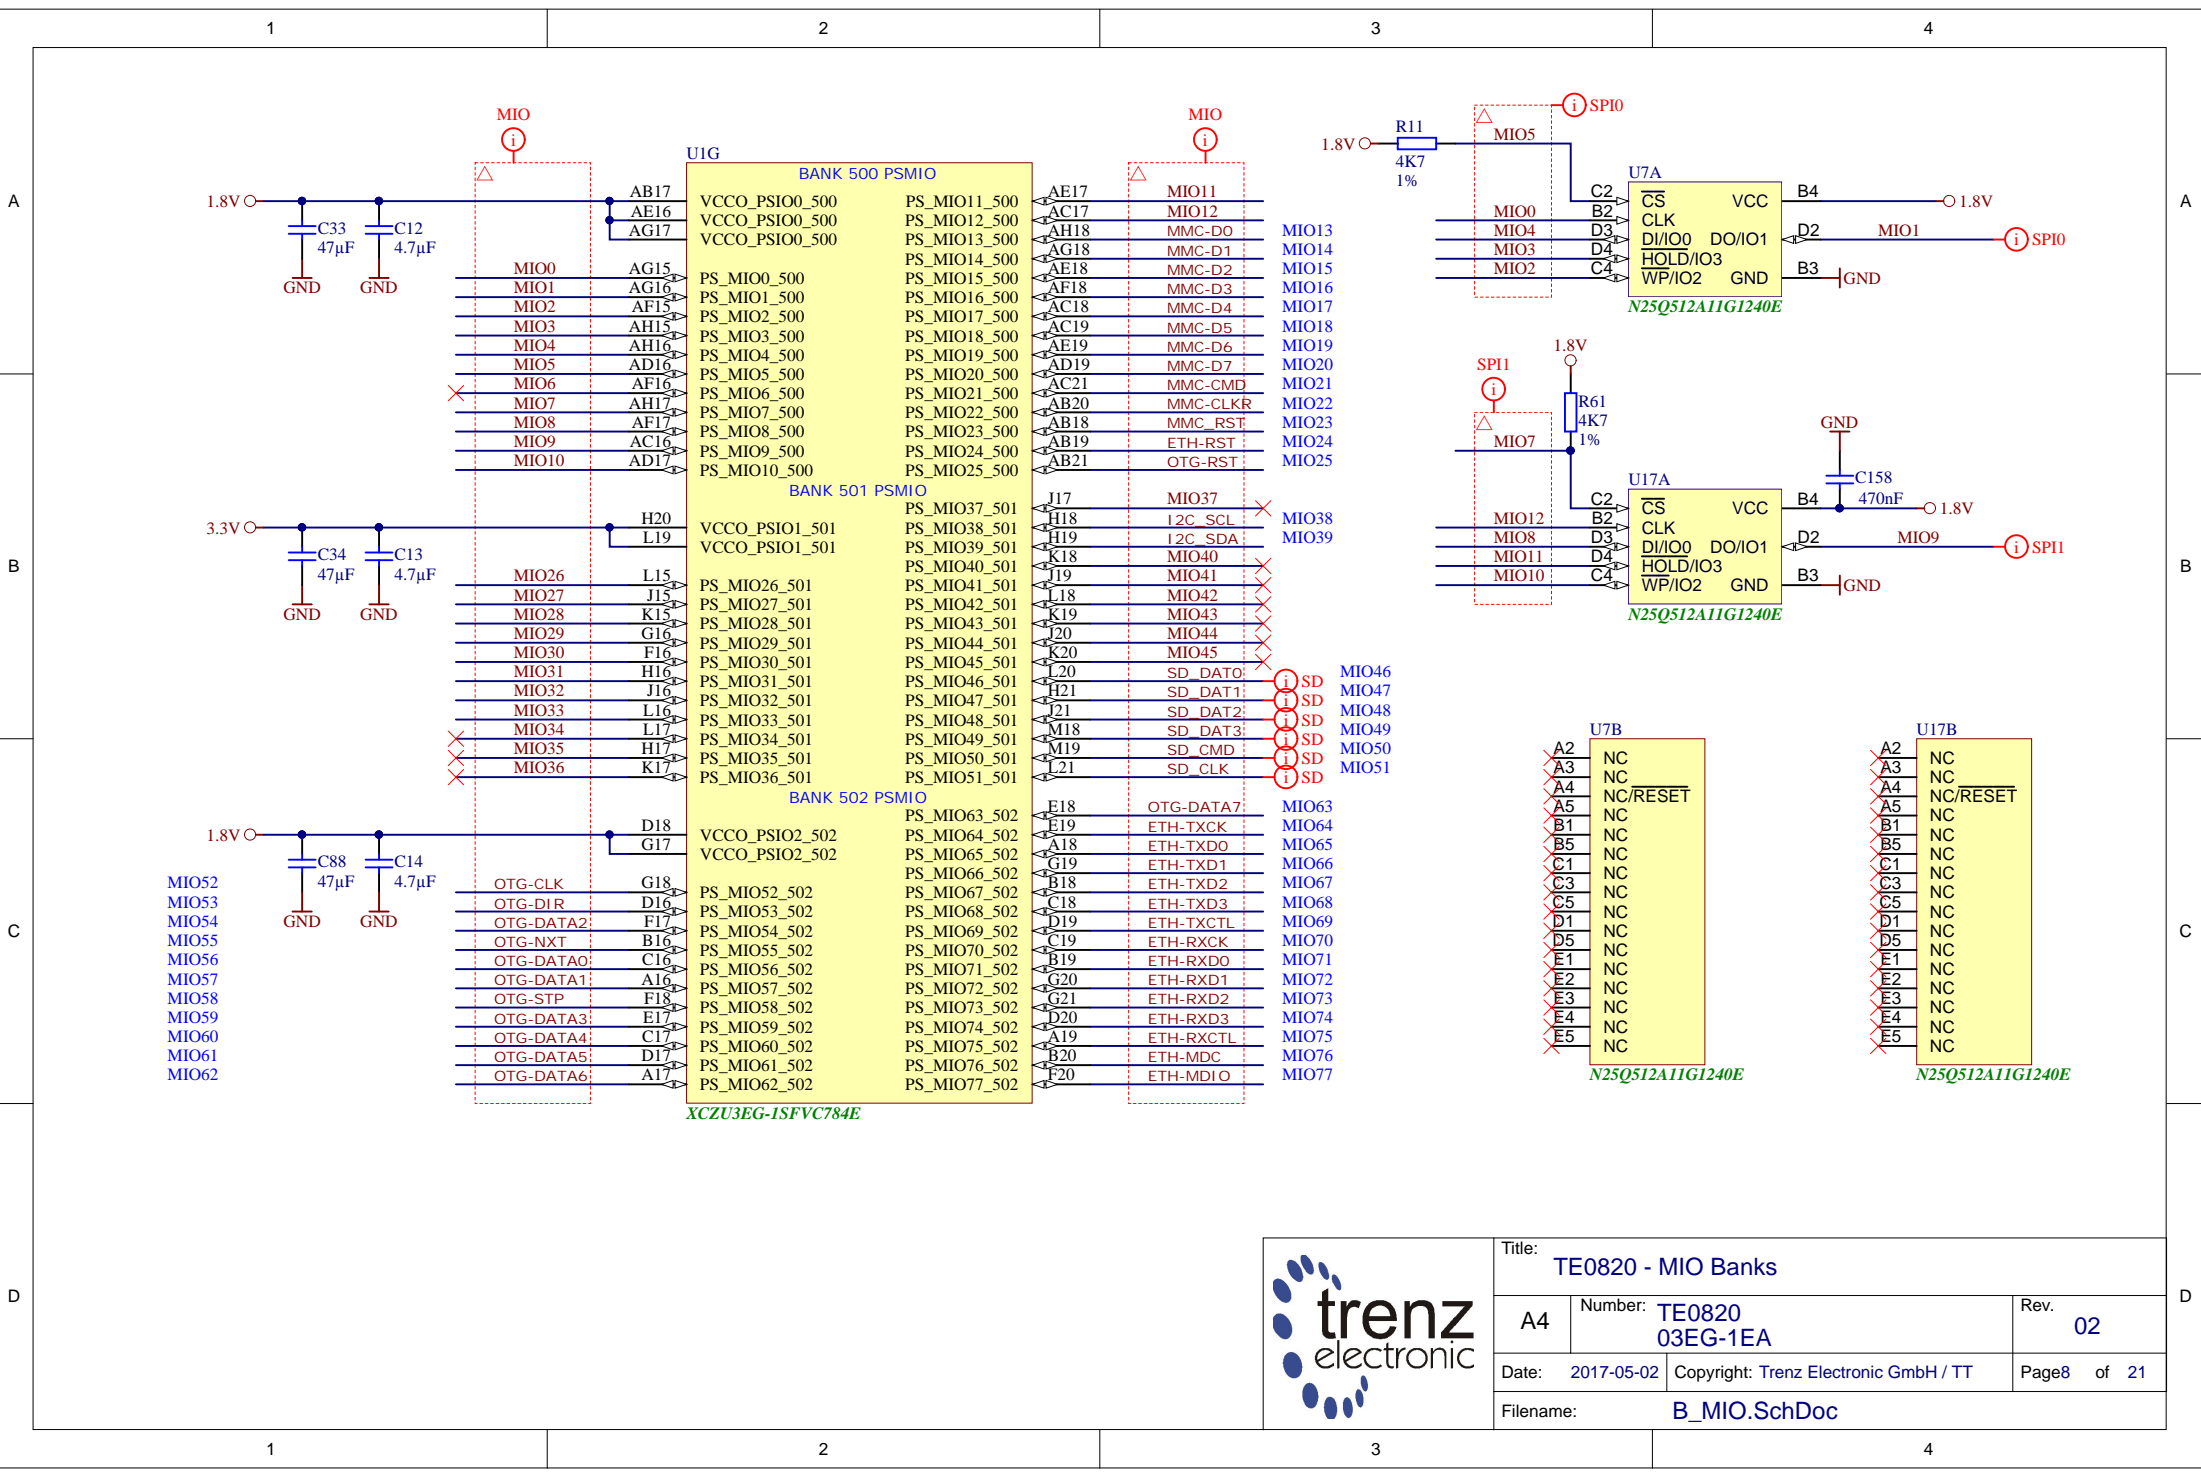 1 2 3 4
A A
B B
C C
D D
MIO
MIO
U1G
BANK 500 PSMIO
1.8V
C33
47µF
GND
C12
4.7µF
GND
AB17 VCCO_PSIO0_500
AE16 VCCO_PSIO0_500
AG17 VCCO_PSIO0_500
MIO0 AG15 PS_MIO0_500
MIO1 AG16 PS_MIO1_500
MIO2 AF15 PS_MIO2_500
MIO3 AH15 PS_MIO3_500
MIO4 AH16 PS_MIO4_500
MIO5 AD16 PS_MIO5_500
MIO6 AF16 PS_MIO6_500
MIO7 AH17 PS_MIO7_500
MIO8 AF17 PS_MIO8_500
MIO9 AC16 PS_MIO9_500
MIO10 AD17 PS_MIO10_500
PS_MIO11_500 AE17 MIO11
PS_MIO12_500 AC17 MIO12
PS_MIO13_500 AH18 MMC-D0 MIO13
PS_MIO14_500 AG18 MMC-D1 MIO14
PS_MIO15_500 AE18 MMC-D2 MIO15
PS_MIO16_500 AF18 MMC-D3 MIO16
PS_MIO17_500 AC18 MMC-D4 MIO17
PS_MIO18_500 AC19 MMC-D5 MIO18
PS_MIO19_500 AE19 MMC-D6 MIO19
PS_MIO20_500 AD19 MMC-D7 MIO20
PS_MIO21_500 AC21 MMC-CMD MIO21
PS_MIO22_500 AB20 MMC-CLKR MIO22
PS_MIO23_500 AB18 MMC_RST MIO23
PS_MIO24_500 AB19 ETH-RST MIO24
PS_MIO25_500 AB21 OTG-RST MIO25
BANK 501 PSMIO
3.3V
C34
47µF
GND
C13
4.7µF
GND
H20 VCCO_PSIO1_501
L19 VCCO_PSIO1_501
MIO26 L15 PS_MIO26_501
MIO27 J15 PS_MIO27_501
MIO28 K15 PS_MIO28_501
MIO29 G16 PS_MIO29_501
MIO30 F16 PS_MIO30_501
MIO31 H16 PS_MIO31_501
MIO32 J16 PS_MIO32_501
MIO33 L16 PS_MIO33_501
MIO34 L17 PS_MIO34_501
MIO35 H17 PS_MIO35_501
MIO36 K17 PS_MIO36_501
PS_MIO37_501 J17 MIO37
PS_MIO38_501 H18 I2C_SCL MIO38
PS_MIO39_501 H19 I2C_SDA MIO39
PS_MIO40_501 K18 MIO40
PS_MIO41_501 J19 MIO41
PS_MIO42_501 L18 MIO42
PS_MIO43_501 K19 MIO43
PS_MIO44_501 J20 MIO44
PS_MIO45_501 K20 MIO45
PS_MIO46_501 L20 SD_DAT0 i SD MIO46
PS_MIO47_501 H21 SD_DAT1 i SD MIO47
PS_MIO48_501 J21 SD_DAT2 i SD MIO48
PS_MIO49_501 M18 SD_DAT3 i SD MIO49
PS_MIO50_501 M19 SD_CMD i SD MIO50
PS_MIO51_501 L21 SD_CLK i SD MIO51
BANK 502 PSMIO
1.8V
C88
47µF
GND
C14
4.7µF
GND
D18 VCCO_PSIO2_502
G17 VCCO_PSIO2_502
MIO52 OTG-CLK G18 PS_MIO52_502
MIO53 OTG-DIR D16 PS_MIO53_502
MIO54 OTG-DATA2 F17 PS_MIO54_502
MIO55 OTG-NXT B16 PS_MIO55_502
MIO56 OTG-DATA0 C16 PS_MIO56_502
MIO57 OTG-DATA1 A16 PS_MIO57_502
MIO58 OTG-STP F18 PS_MIO58_502
MIO59 OTG-DATA3 E17 PS_MIO59_502
MIO60 OTG-DATA4 C17 PS_MIO60_502
MIO61 OTG-DATA5 D17 PS_MIO61_502
MIO62 OTG-DATA6 A17 PS_MIO62_502
PS_MIO63_502 E18 OTG-DATA7 MIO63
PS_MIO64_502 E19 ETH-TXCK MIO64
PS_MIO65_502 A18 ETH-TXD0 MIO65
PS_MIO66_502 G19 ETH-TXD1 MIO66
PS_MIO67_502 B18 ETH-TXD2 MIO67
PS_MIO68_502 C18 ETH-TXD3 MIO68
PS_MIO69_502 D19 ETH-TXCTL MIO69
PS_MIO70_502 C19 ETH-RXCK MIO70
PS_MIO71_502 B19 ETH-RXD0 MIO71
PS_MIO72_502 G20 ETH-RXD1 MIO72
PS_MIO73_502 G21 ETH-RXD2 MIO73
PS_MIO74_502 D20 ETH-RXD3 MIO74
PS_MIO75_502 A19 ETH-RXCTL MIO75
PS_MIO76_502 B20 ETH-MDC MIO76
PS_MIO77_502 F20 ETH-MDIO MIO77
XCZU3EG-1SFVC784E
i SPI0
1.8V
R11
4K7
1%
MIO5
U7A
C2 CS VCC B4 1.8V
MIO0 B2 CLK
MIO4 D3 DI/IO0 DO/IO1 D2 MIO1 i SPI0
MIO3 D4 HOLD/IO3
MIO2 C4 WP/IO2 GND B3 GND
N25Q512A11G1240E
SPI1
i
1.8V
R61
4K7
1%
MIO7
GND
C158
470nF
U17A
C2 CS VCC B4 1.8V
MIO12 B2 CLK
MIO8 D3 DI/IO0 DO/IO1 D2 MIO9 i SPI1
MIO11 D4 HOLD/IO3
MIO10 C4 WP/IO2 GND B3 GND
N25Q512A11G1240E
U7B
A2 NC
A3 NC
A4 NC/RESET
A5 NC
B1 NC
B5 NC
C1 NC
C3 NC
C5 NC
D1 NC
D5 NC
E1 NC
E2 NC
E3 NC
E4 NC
E5 NC
N25Q512A11G1240E
U17B
A2 NC
A3 NC
A4 NC/RESET
A5 NC
B1 NC
B5 NC
C1 NC
C3 NC
C5 NC
D1 NC
D5 NC
E1 NC
E2 NC
E3 NC
E4 NC
E5 NC
N25Q512A11G1240E
trenz
electronic
Title:
TE0820 - MIO Banks
A4
Number: TE0820
03EG-1EA
Rev.
02
Date: 2017-05-02
Copyright: Trenz Electronic GmbH / TT
Page8 of 21
Filename: B_MIO.SchDoc
1 2 3 4